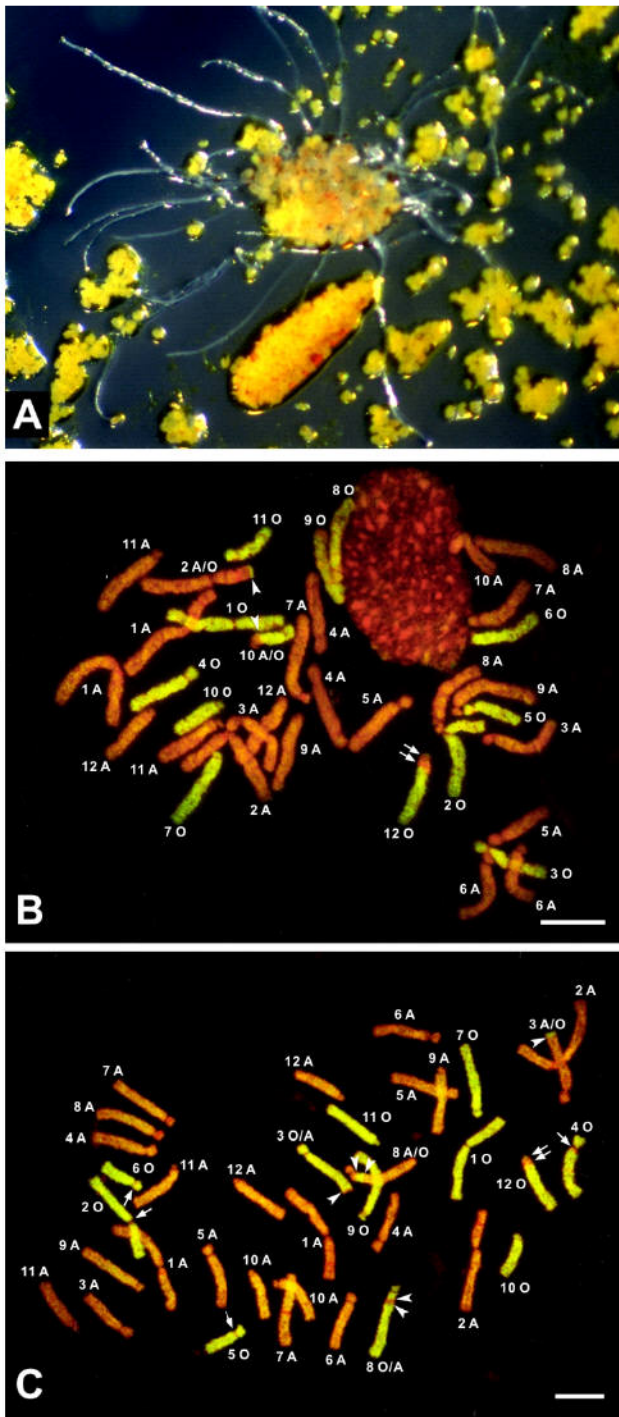 A
8 O
9 O
11 O
11 A
2 A/O
10 A
8 A
1 O
7 A
7 A
6 O
1 A
10 A/O
4 A
4 O
8 A
1 A
10 O
12 A
4 A
5 A
9 A
3 A
5 O
12 A
11 A
9 A
3 A
2 A
2 O
7 O
12 O
5 A
3 O
6 A
6 A
B
2 A
6 A
7 O
3 A/O
9 A
7 A
12 A
5 A
8 A
11 O
4 O
4 A
3 O/A
8 A/O
1 O
6 O
11 A
12 A
12 O
2 O
9 O
4 A
5 A
1 A
9 A
1 A
10 A
10 O
11 A
3 A
10 A
2 A
5 O
7 A
6 A
8 O/A
C